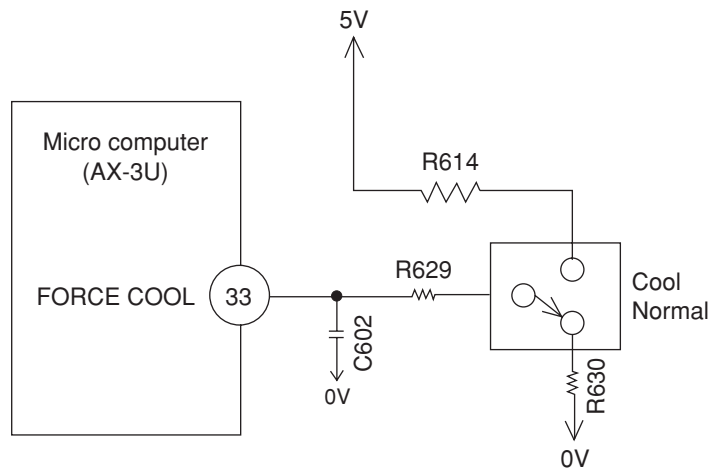 5V
Micro computer
(AX-3U)
R614
R629
Cool
Normal
FORCE COOL
33
C602
R630
0V
0V